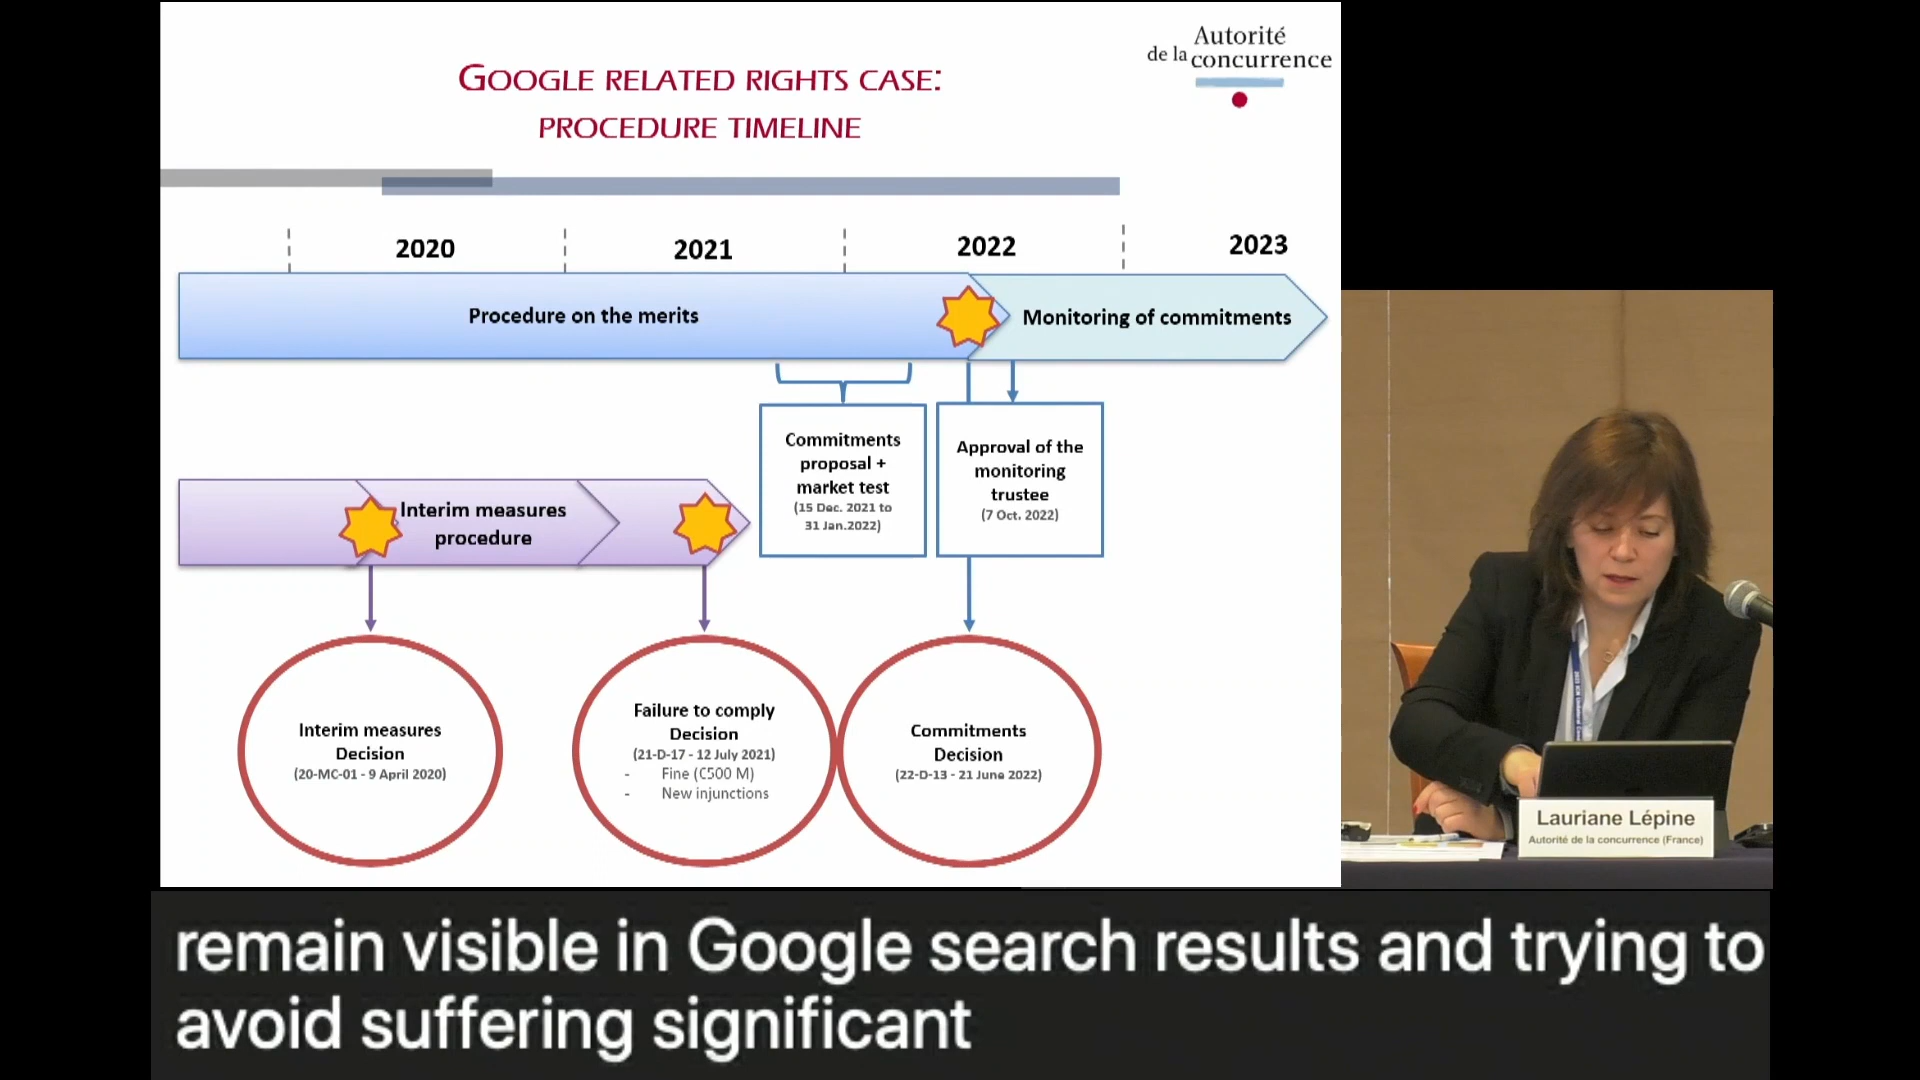 Autorité
de la concurrence
GOOGLE RELATED RIGHTS CASE:
PROCEDURE TIMELINE
2020
2021
2022
2023
Procedure on the merits
Monitoring of commitments
Commitments
proposal +
market test
(15 Dec. 2021 to
31 Jan.2022)
Approval of the
monitoring
trustee
(7 Oct. 2022)
Interim measures
procedure
Interim measures
Decision
(20-MC-01 - 9 April 2020)
Failure to comply
Decision
(21-D-17 - 12 July 2021)
- Fine (€500 M)
- New injunctions
Commitments
Decision
(22-D-13 - 21 June 2022)
Lauriane Lépine
Autorité de la concurrence (France)
remain visible in Google search results and trying to
avoid suffering significant